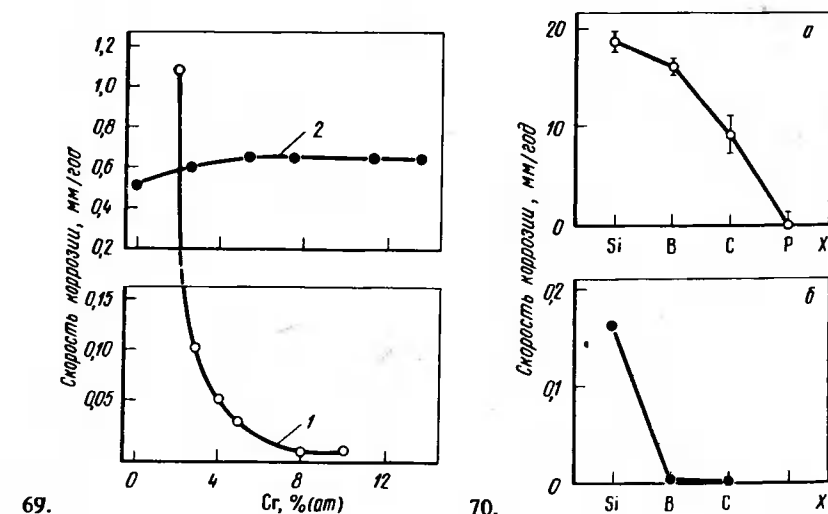 Скорость коррозии, мм/год
1,2
1,0
0,8
0,6
0,4
0,2
2
0,15
0,10
0,05
1
0 4 8 12
Cr, % (ат)
69.
Скорость коррозии, мм/год
20
10
0
а
Si B C P X
0,2
0,1
0
б
Si B C X
70.